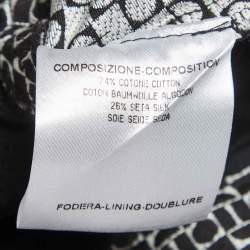 COMPOSIZIONE-COMPOSITION
74% COTONE COTTON
COTON BAUMWOLLE ALGODON
26% SETA SILK
SOIE SEIDE SEDA
FODERA-LINING-DOUBLURE